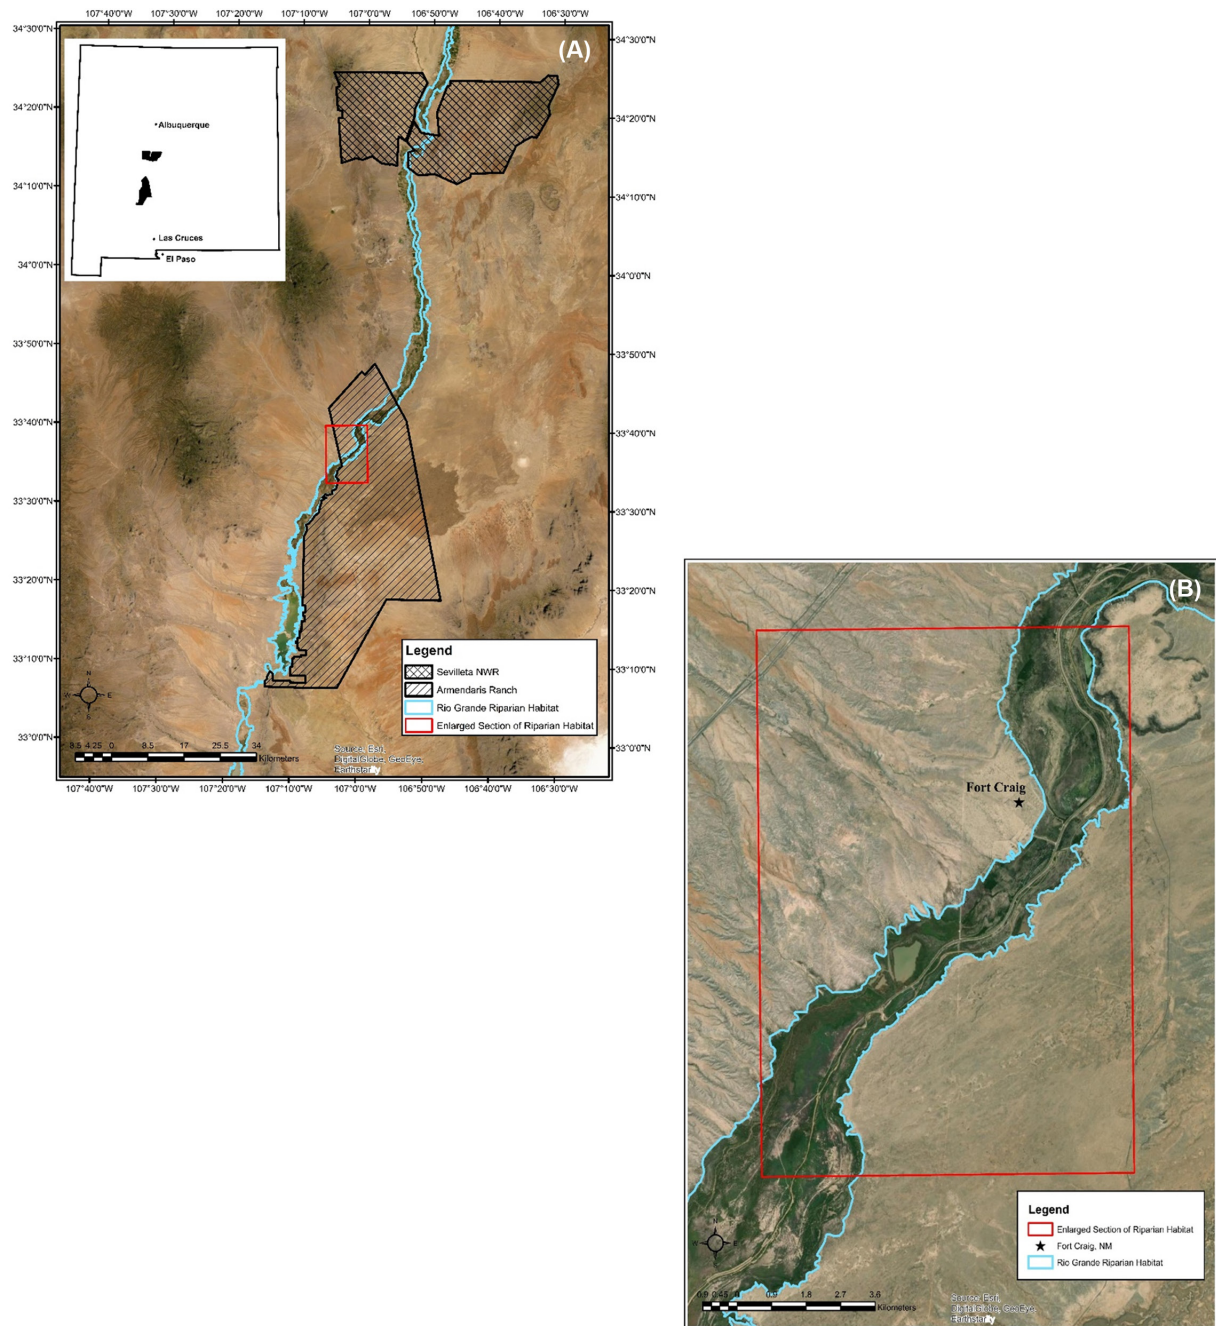 107°40'0"W 107°30'0"W 107°20'0"W 107°10'0"W 107°0'0"W 106°50'0"W 106°40'0"W 106°30'0"W
(A)
34°30'0"N
34°20'0"N
34°10'0"N
34°0'0"N
33°50'0"N
33°40'0"N
33°30'0"N
33°20'0"N
33°10'0"N
33°0'0"N
34°30'0"N
34°20'0"N
34°10'0"N
34°0'0"N
33°50'0"N
33°40'0"N
33°30'0"N
33°20'0"N
33°10'0"N
33°0'0"N
Albuquerque
Las Cruces
El Paso
Legend
Sevilleta NWR
Armendaris Ranch
Rio Grande Riparian Habitat
Enlarged Section of Riparian Habitat
N
W E
S
8.5 4.25 0 8.5 17 25.5 34
Kilometers
Source: Esri,
DigitalGlobe, GeoEye,
Earthstar
107°40'0"W 107°30'0"W 107°20'0"W 107°10'0"W 107°0'0"W 106°50'0"W 106°40'0"W 106°30'0"W
(B)
Fort Craig
Legend
Enlarged Section of Riparian Habitat
Fort Craig, NM
Rio Grande Riparian Habitat
N
W E
S
0.9 0.45 0 0.9 1.8 2.7 3.6
Kilometers
Source: Esri,
DigitalGlobe, GeoEye,
Earthstar